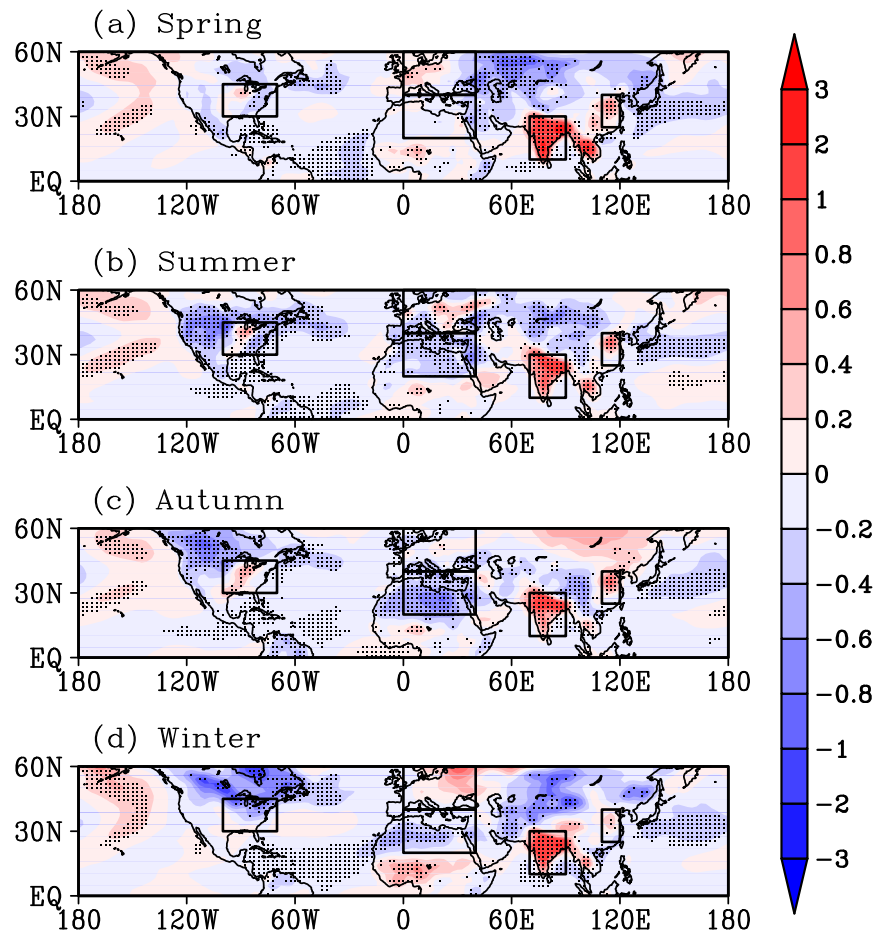 (a) Spring
60N
30N
EQ
180 120W 60W 0 60E 120E 180
(b) Summer
60N
30N
EQ
180 120W 60W 0 60E 120E 180
(c) Autumn
60N
30N
EQ
180 120W 60W 0 60E 120E 180
(d) Winter
60N
30N
EQ
180 120W 60W 0 60E 120E 180
3
2
1
0.8
0.6
0.4
0.2
0
-0.2
-0.4
-0.6
-0.8
-1
-2
-3